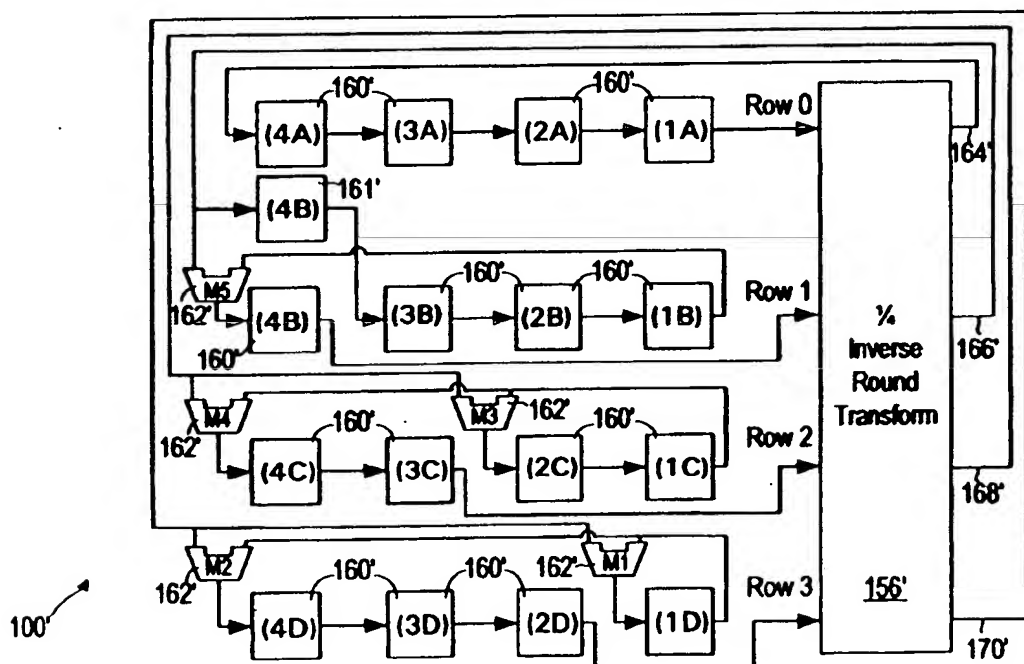 160' 160' Row 0
(4A) (3A) (2A) (1A)
164'
161'
(4B)
160' 160' Row 1
M5
162' (4B) (3B) (2B) (1B)
160'
¼
Inverse
Round
Transform
166'
M4 M3 162'
162' 160' 160' Row 2
(4C) (3C) (2C) (1C)
168'
M2 M1
162' 160' 160' 162' Row 3
156'
100' (4D) (3D) (2D) (1D)
170'